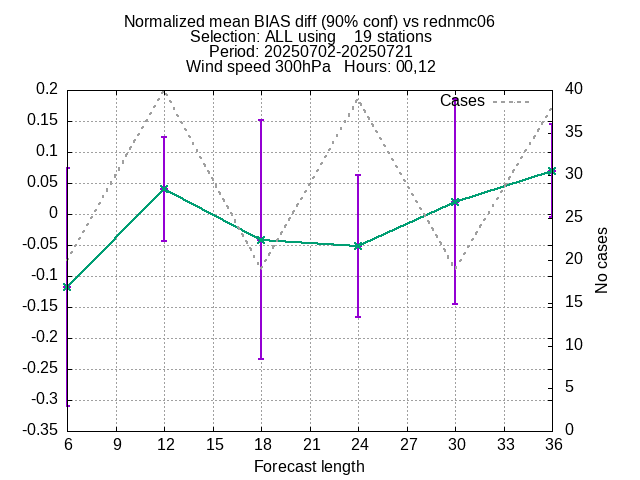 Normalized mean BIAS diff (90% conf) vs rednmc06
Selection: ALL using    19 stations
Period: 20250702-20250721
Wind speed 300hPa   Hours: 00,12
Cases
0.2
0.15
0.1
0.05
0
-0.05
-0.1
-0.15
-0.2
-0.25
-0.3
-0.35
40
35
30
25
20
15
10
5
0
No cases
6 9 12 15 18 21 24 27 30 33 36
Forecast length